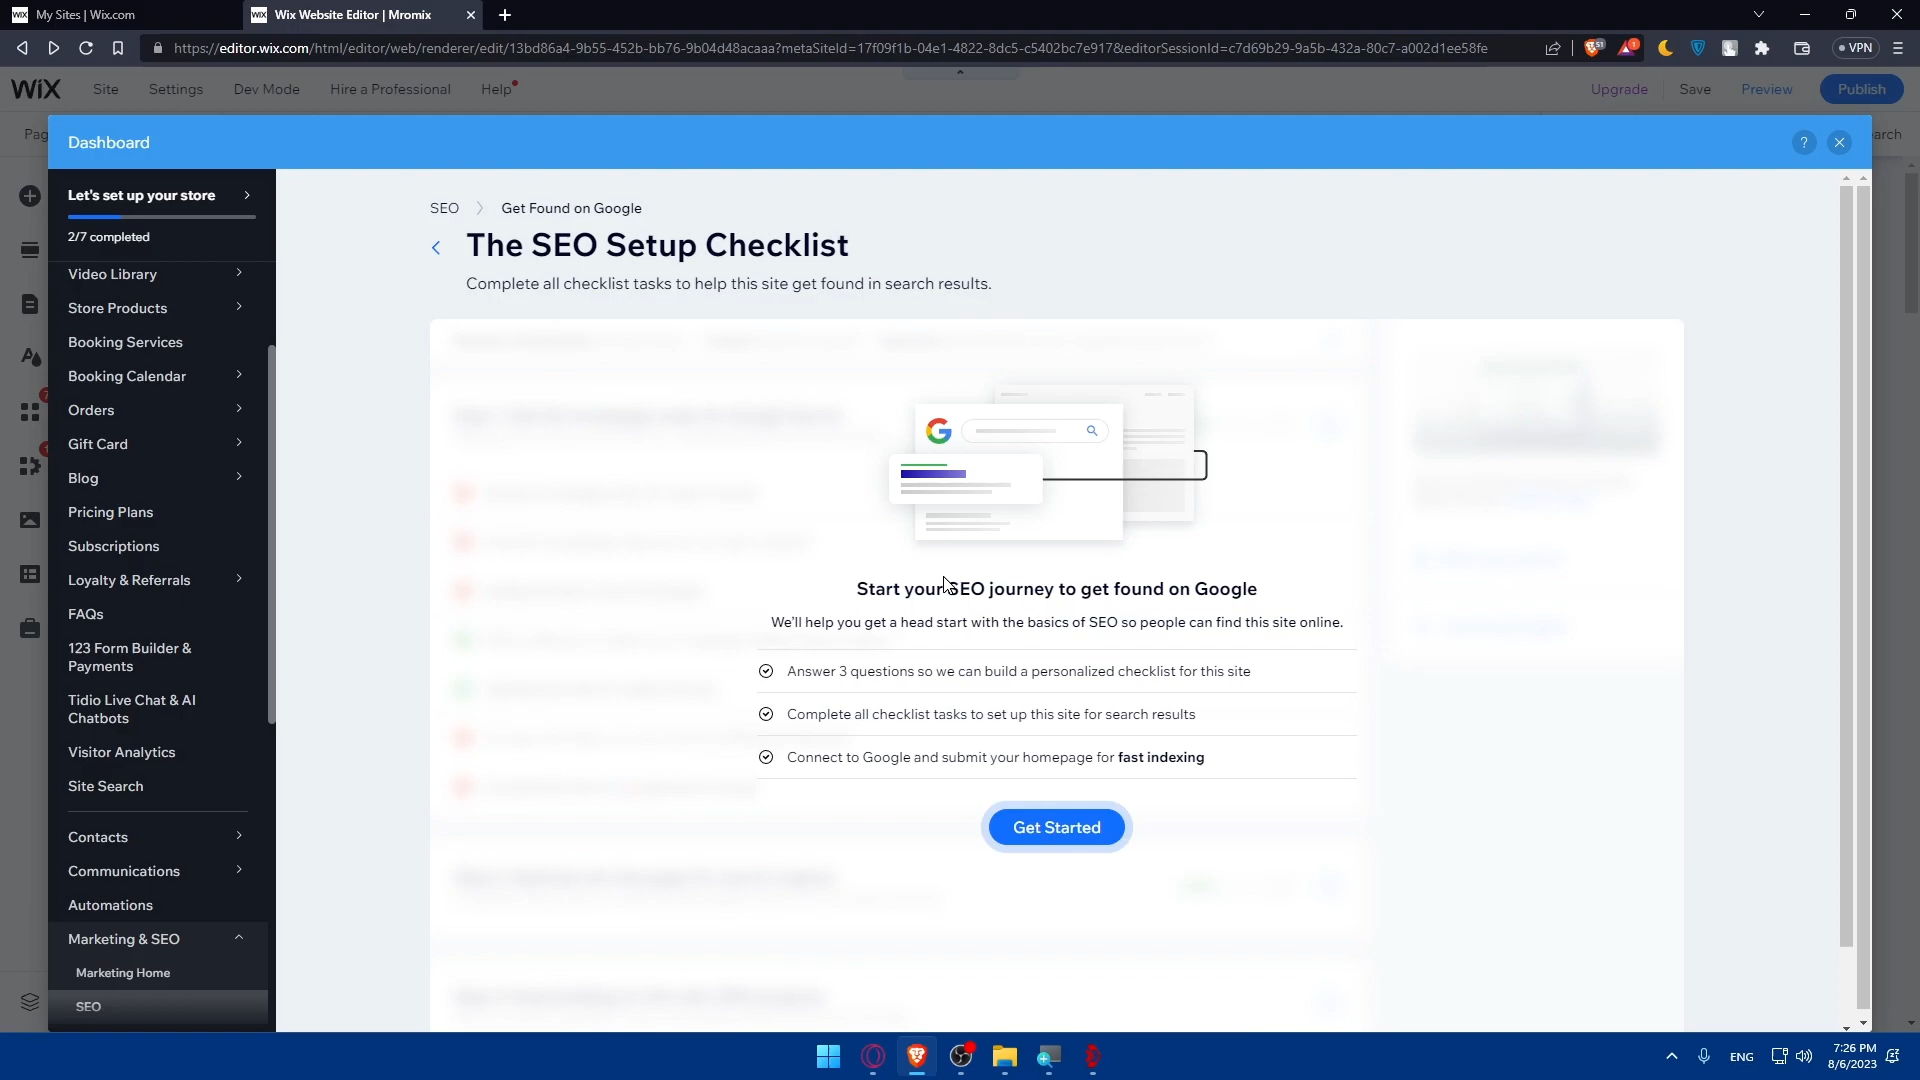 My Sites | Wix.com
Wix Website Editor | Mromix
https://editor.wix.com/html/editor/web/renderer/edit/13bd86a4-9b55-452b-bb76-9b04d48acaaa?metaSiteId=17f09f1b-04e1-4822-8dc5-c5402bc7e917&editorSessionId=c7d69b29-9a5b-432a-80c7-a002d1ee58fe
51
1
VPN
WiX
Site
Settings
Dev Mode
Hire a Professional
Help
Upgrade
Save
Preview
Publish
Pag
arch
Dashboard
?
Let's set up your store
2/7 completed
Video Library
Store Products
Booking Services
Booking Calendar
Orders
Gift Card
Blog
Pricing Plans
Subscriptions
Loyalty & Referrals
FAQs
123 Form Builder &
Payments
Tidio Live Chat & AI
Chatbots
Visitor Analytics
Site Search
Contacts
Communications
Automations
Marketing & SEO
Marketing Home
SEO
SEO
Get Found on Google
The SEO Setup Checklist
Complete all checklist tasks to help this site get found in search results.
Start your SEO journey to get found on Google
We'll help you get a head start with the basics of SEO so people can find this site online.
Answer 3 questions so we can build a personalized checklist for this site
Complete all checklist tasks to set up this site for search results
Connect to Google and submit your homepage for fast indexing
Get Started
ENG
7:26 PM
8/6/2023